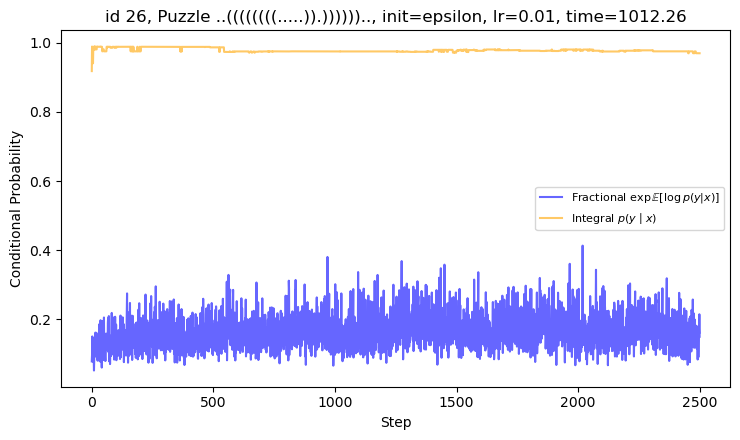 id 26, Puzzle ..((((((((.....)).)))))).., init=epsilon, lr=0.01, time=1012.26
Conditional Probability
1.0
0.8
0.6
0.4
0.2
Fractional exp𝔼[log p(y|x)]
Integral p(y | x)
0
500
1000
1500
2000
2500
Step